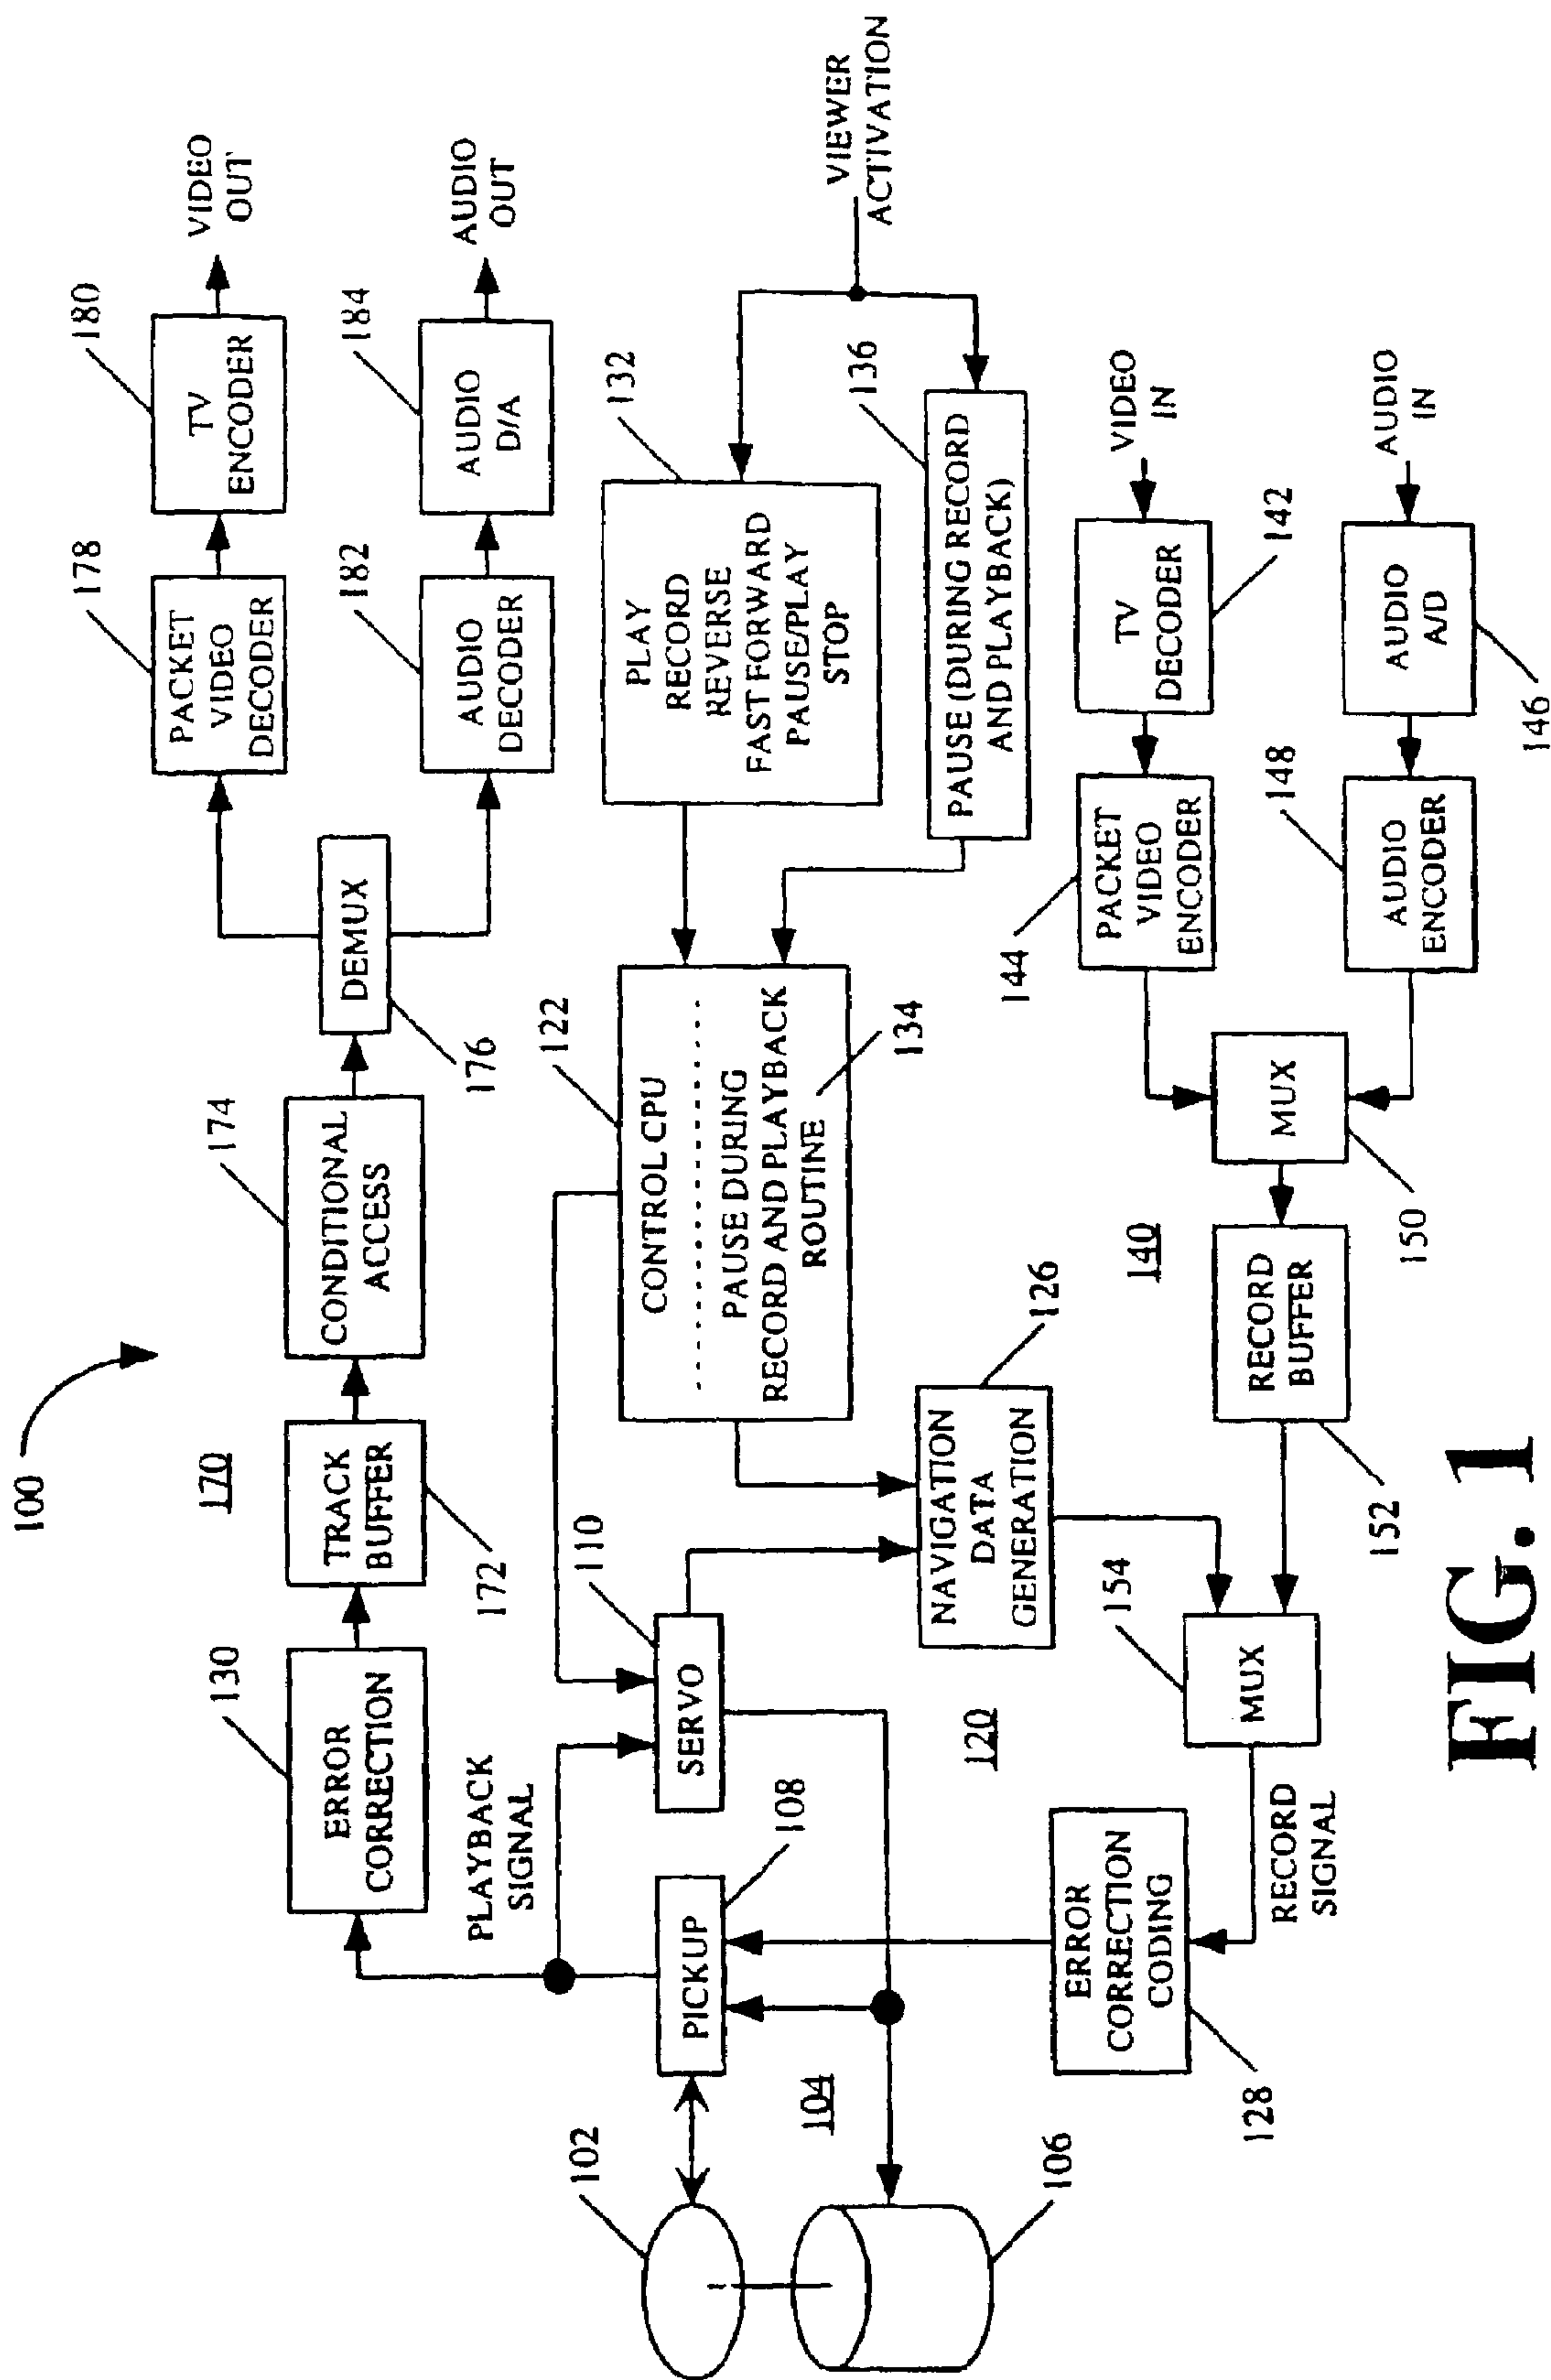 100
170
130
ERROR
CORRECTION
TRACK
BUFFER
172
174
CONDITIONAL
ACCESS
DEMUX
176
178
PACKET
VIDEO
DECODER
180
TV
ENCODER
VIDEO
OUT
182
AUDIO
DECODER
184
AUDIO
D/A
AUDIO
OUT
PLAYBACK
SIGNAL
102
104
106
PICKUP
108
SERVO
110
122
CONTROL CPU
PAUSE DURING
RECORD AND PLAYBACK
ROUTINE
134
132
PLAY
RECORD
REVERSE
FAST FORWARD
PAUSE/PLAY
STOP
136
PAUSE (DURING RECORD
AND PLAYBACK)
VIEWER
ACTIVATION
120
NAVIGATION
DATA
GENERATION
126
ERROR
CORRECTION
CODING
128
RECORD
SIGNAL
154
MUX
140
RECORD
BUFFER
152
MUX
150
144
PACKET
VIDEO
ENCODER
TV
DECODER
142
VIDEO
IN
148
AUDIO
ENCODER
AUDIO
A/D
146
AUDIO
IN
FIG. 1